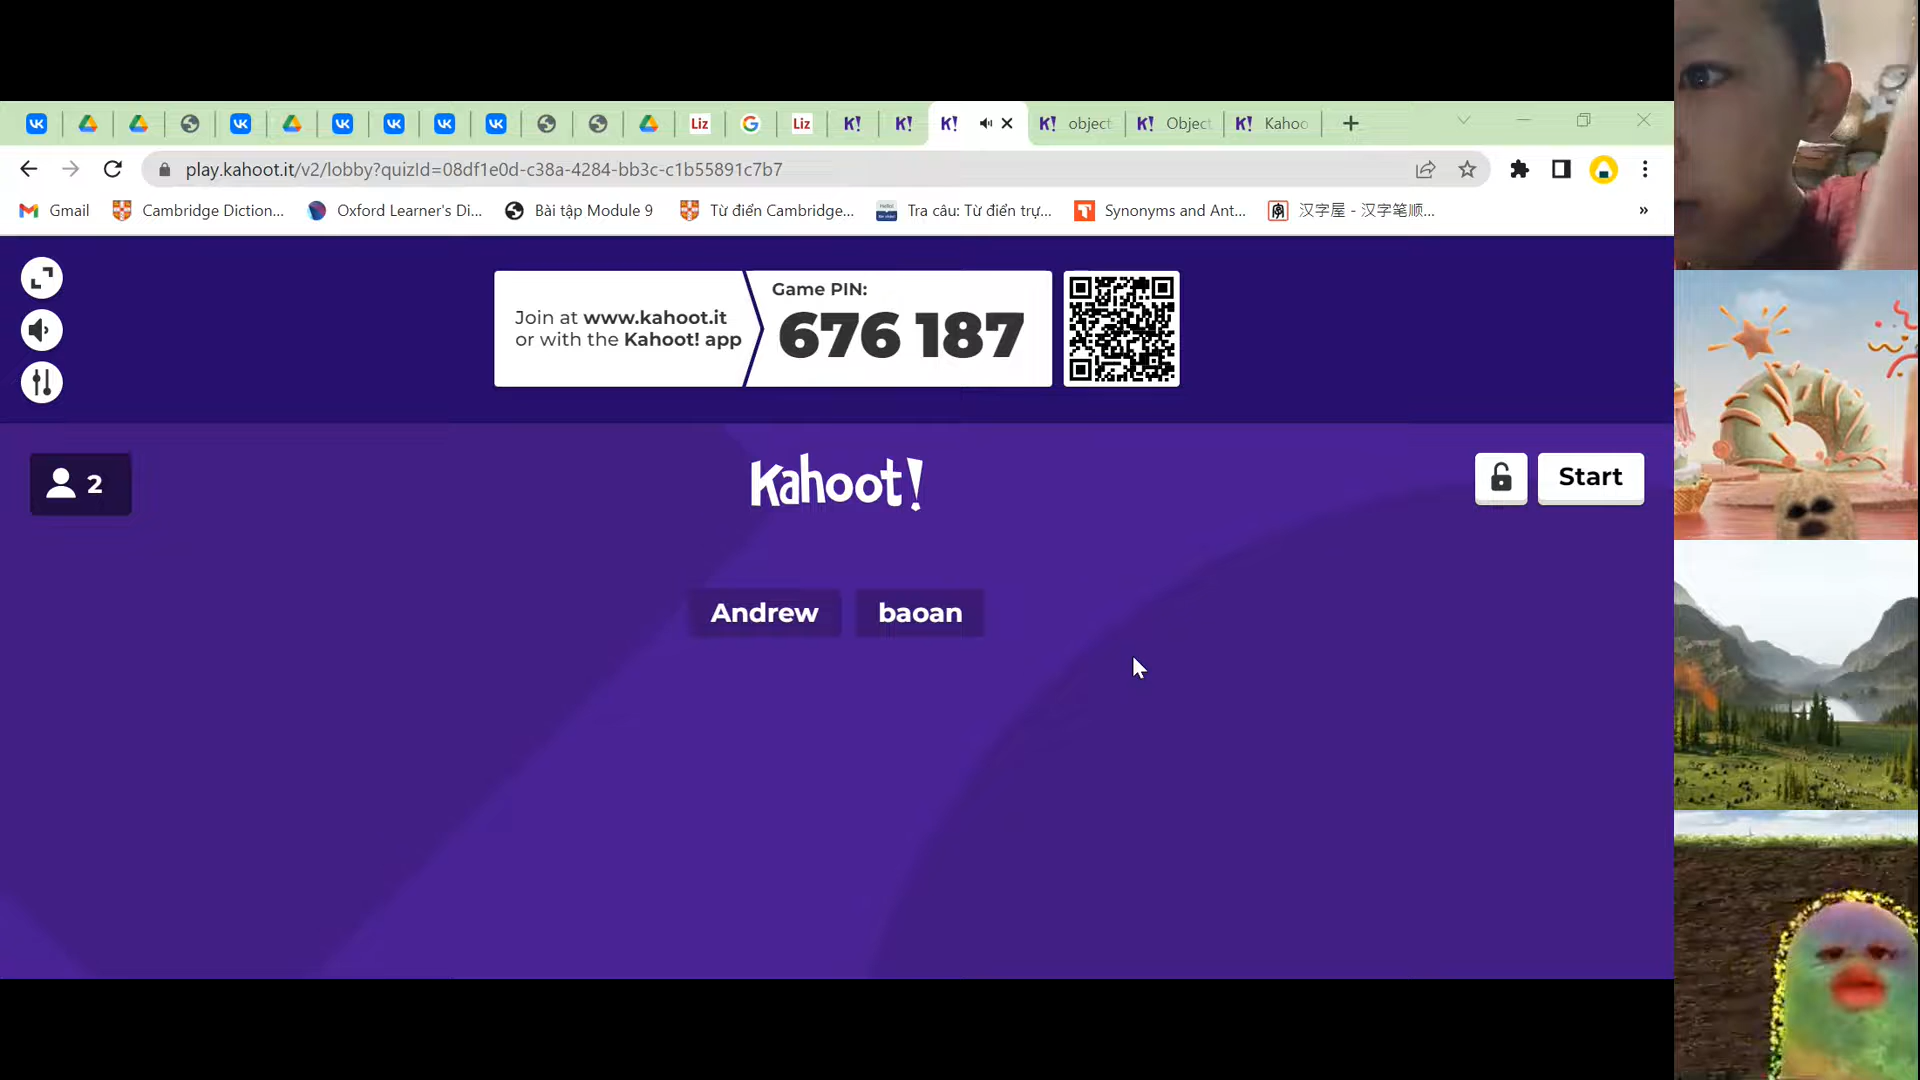 Liz
Liz
object
Object
Kahoo
play.kahoot.it/v2/lobby?quizId=08df1e0d-c38a-4284-bb3c-c1b55891c7b7
Gmail
Cambridge Diction...
Oxford Learner's Di...
Bài tập Module 9
Từ điển Cambridge...
Tra câu: Từ điển trự...
Synonyms and Ant...
汉字屋 - 汉字笔顺...
»
Join at www.kahoot.it
or with the Kahoot! app
Game PIN:
676 187
2
Kahoot!
Start
Andrew
baoan